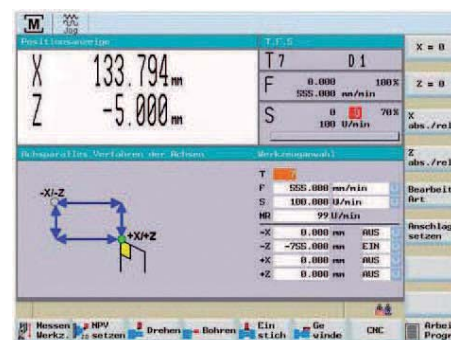 M Jog
Positionsanzeige
X 133.794 mm
Z -5.000 mm
T,F,S
T 7 D 1
F 0.000 100%
555.000 mm/min
S 0 70%
100 U/min
X = 0
Z = 0
X
abs./rel
Z
abs./rel
Bearbeit
Art
Anschlag
setzen
Achsparalles Verfahren der Achsen
-X/-Z
+X/+Z
Werkzeuganwahl
T
F 555.000 mm/min
S 100.000 U/min
MR 99 U/min
-X 0.000 mm AUS
-Z -755.000 mm EIN
+X 0.000 mm AUS
+Z 0.000 mm AUS
Messen
Werkz.
NPV
setzen
Drehen
Bohren
Ein
stich
Ge
winde
CNC
Arbei
Progr